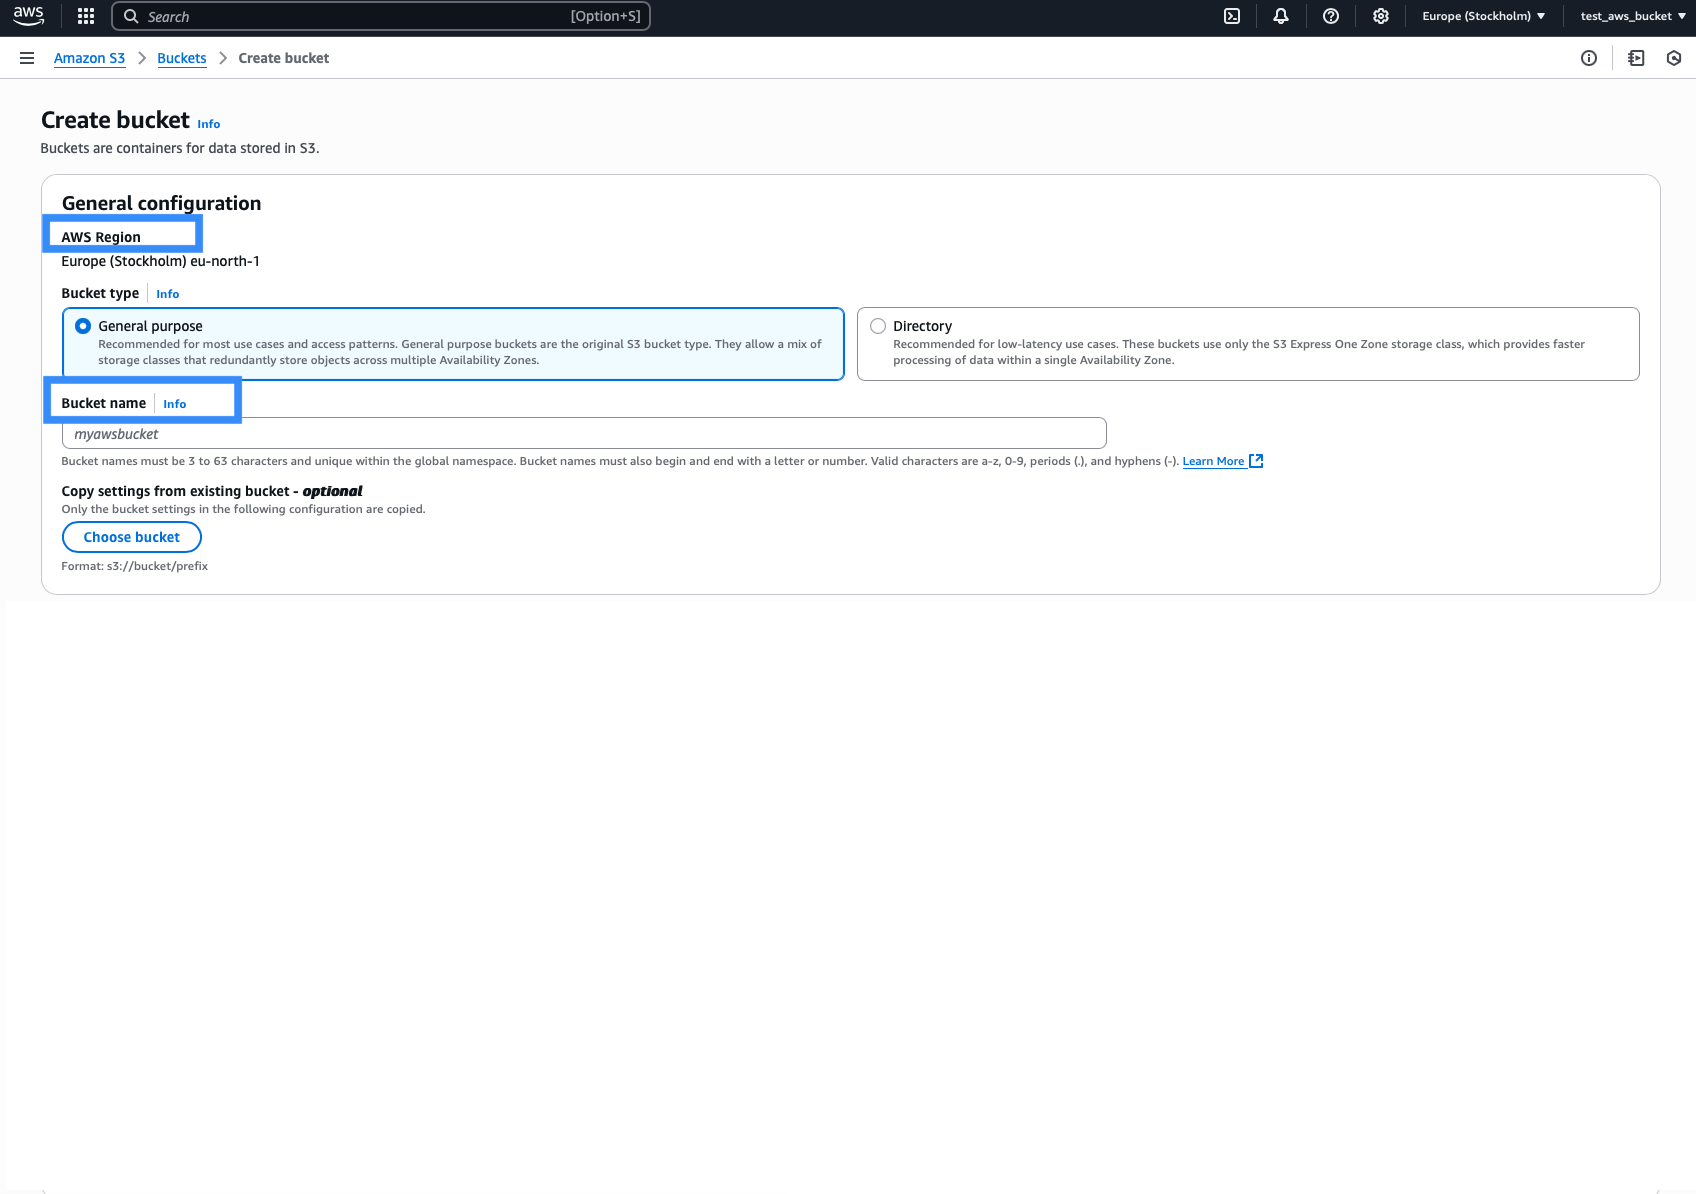 aws Search [Option+S] Europe (Stockholm) test_aws_bucket
Amazon S3 Buckets Create bucket
Create bucket Info
Buckets are containers for data stored in S3.
General configuration
AWS Region
Europe (Stockholm) eu-north-1
Bucket type Info
General purpose
Recommended for most use cases and access patterns. General purpose buckets are the original S3 bucket type. They allow a mix of
storage classes that redundantly store objects across multiple Availability Zones.
Directory
Recommended for low-latency use cases. These buckets use only the S3 Express One Zone storage class, which provides faster
processing of data within a single Availability Zone.
Bucket name Info
myawsbucket
Bucket names must be 3 to 63 characters and unique within the global namespace. Bucket names must also begin and end with a letter or number. Valid characters are a-z, 0-9, periods (.), and hyphens (-). Learn More
Copy settings from existing bucket - optional
Only the bucket settings in the following configuration are copied.
Choose bucket
Format: s3://bucket/prefix